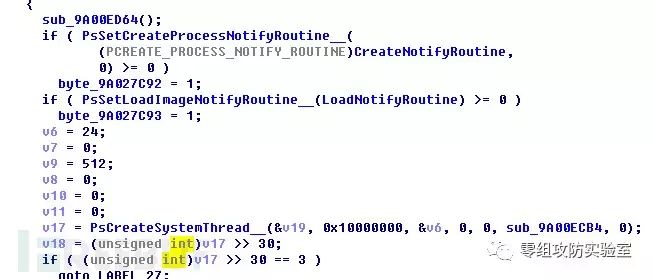 {
sub_9A00ED64();
if ( PsSetCreateProcessNotifyRoutine__(
(PCREATE_PROCESS_NOTIFY_ROUTINE)CreateNotifyRoutine,
0) >= 0 )
byte_9A027C92 = 1;
if ( PsSetLoadImageNotifyRoutine__(LoadNotifyRoutine) >= 0 )
byte_9A027C93 = 1;
v6 = 24;
v7 = 0;
v9 = 512;
v8 = 0;
v10 = 0;
v11 = 0;
v17 = PsCreateSystemThread__(&v19, 0x10000000, &v6, 0, 0, sub_9A00ECB4, 0);
v18 = (unsigned int)v17 >> 30;
if ( (unsigned int)v17 >> 30 == 3 )
goto LABEL_27;
零组攻防实验室